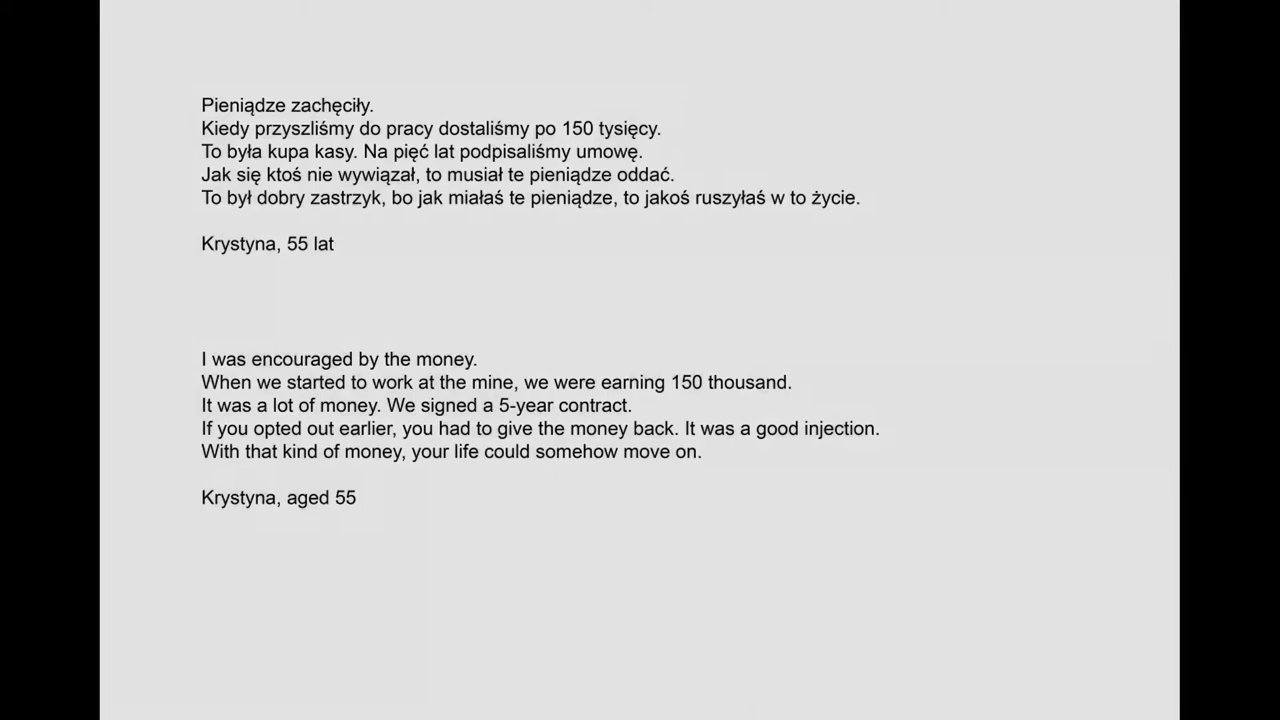 Pieniądze zachęciły.
Kiedy przyszliśmy do pracy dostaliśmy po 150 tysięcy.
To była kupa kasy. Na pięć lat podpisaliśmy umowę.
Jak się ktoś nie wywiązał, to musiał te pieniądze oddać.
To był dobry zastrzyk, bo jak miałaś te pieniądze, to jakoś ruszyłaś w to życie.
Krystyna, 55 lat
I was encouraged by the money.
When we started to work at the mine, we were earning 150 thousand.
It was a lot of money. We signed a 5-year contract.
If you opted out earlier, you had to give the money back. It was a good injection.
With that kind of money, your life could somehow move on.
Krystyna, aged 55